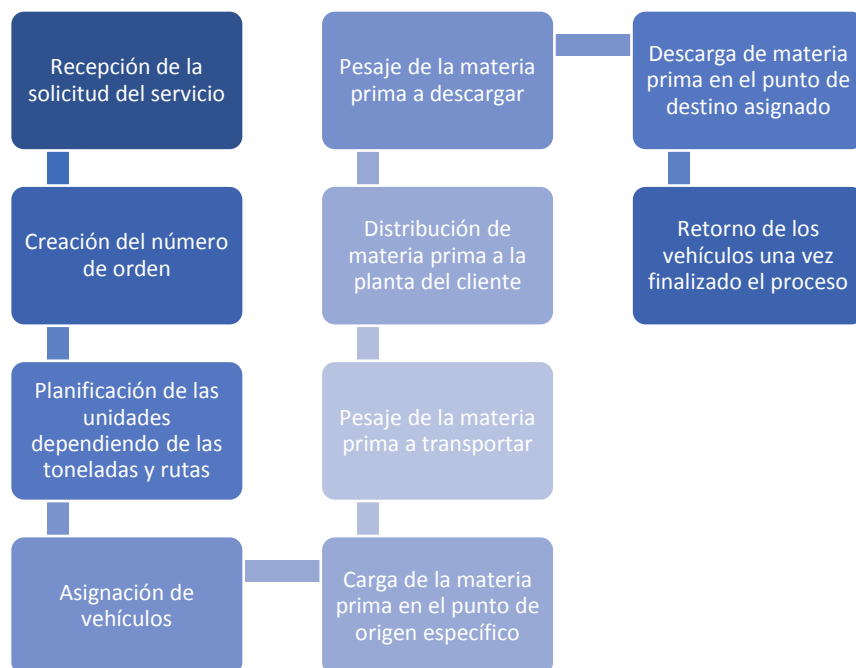 Recepción de la
solicitud del servicio
Creación del número
de orden
Planificación de las
unidades
dependiendo de las
toneladas y rutas
Asignación de
vehículos
Carga de la materia
prima en el punto de
origen específico
Pesaje de la materia
prima a transportar
Distribución de
materia prima a la
planta del cliente
Pesaje de la materia
prima a descargar
Descarga de materia
prima en el punto de
destino asignado
Retorno de los
vehículos una vez
finalizado el proceso